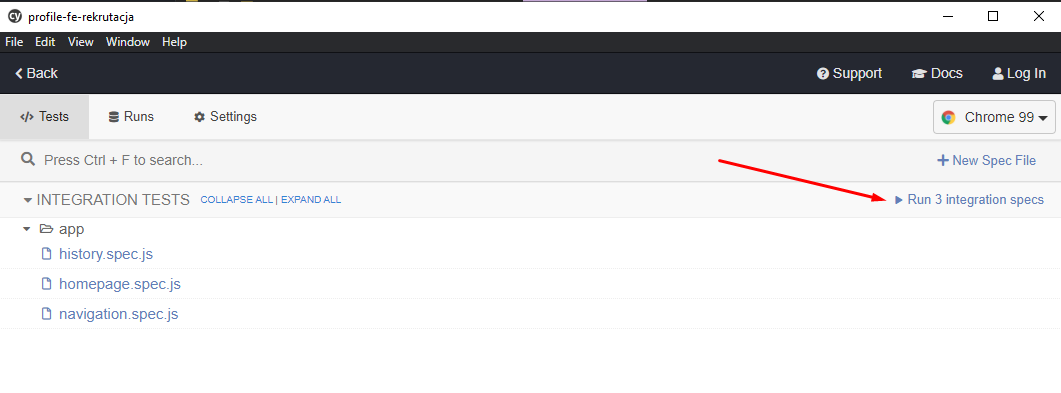 cy profile-fe-rekrutacja
File Edit View Window Help
Back Support Docs Log In
Tests Runs Settings Chrome 99
Press Ctrl + F to search... New Spec File
INTEGRATION TESTS COLLAPSE ALL | EXPAND ALL Run 3 integration specs
app
history.spec.js
homepage.spec.js
navigation.spec.js